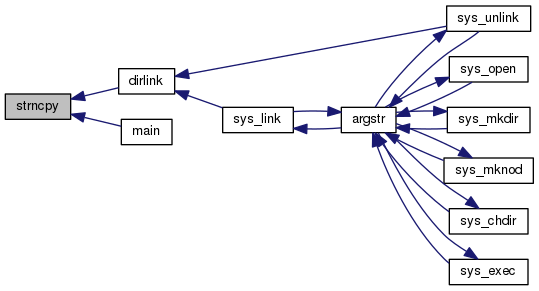 strncpy
dirlink
main
sys_link
argstr
sys_unlink
sys_open
sys_mkdir
sys_mknod
sys_chdir
sys_exec